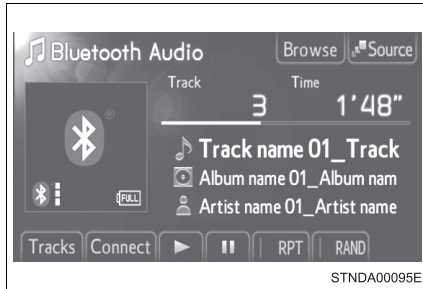 Bluetooth Audio
Browse
Source
Track
Time
3
1'48"
®
Track name 01_Track
Album name 01_Album nam
Artist name 01_Artist name
FULL
Tracks
Connect
RPT
RAND
STNDA00095E